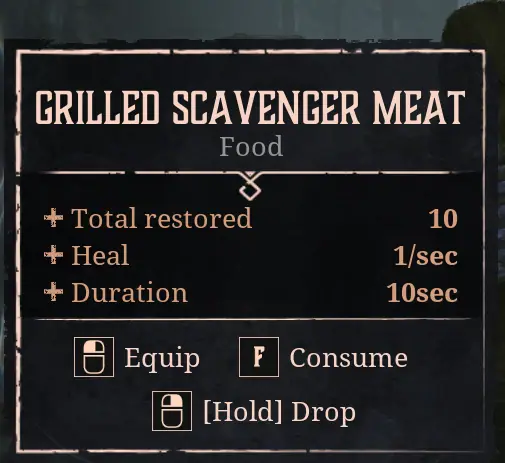 GRILLED SCAVENGER MEAT
Food
Total restored 10
Heal 1/sec
Duration 10sec
Equip F Consume
[Hold] Drop